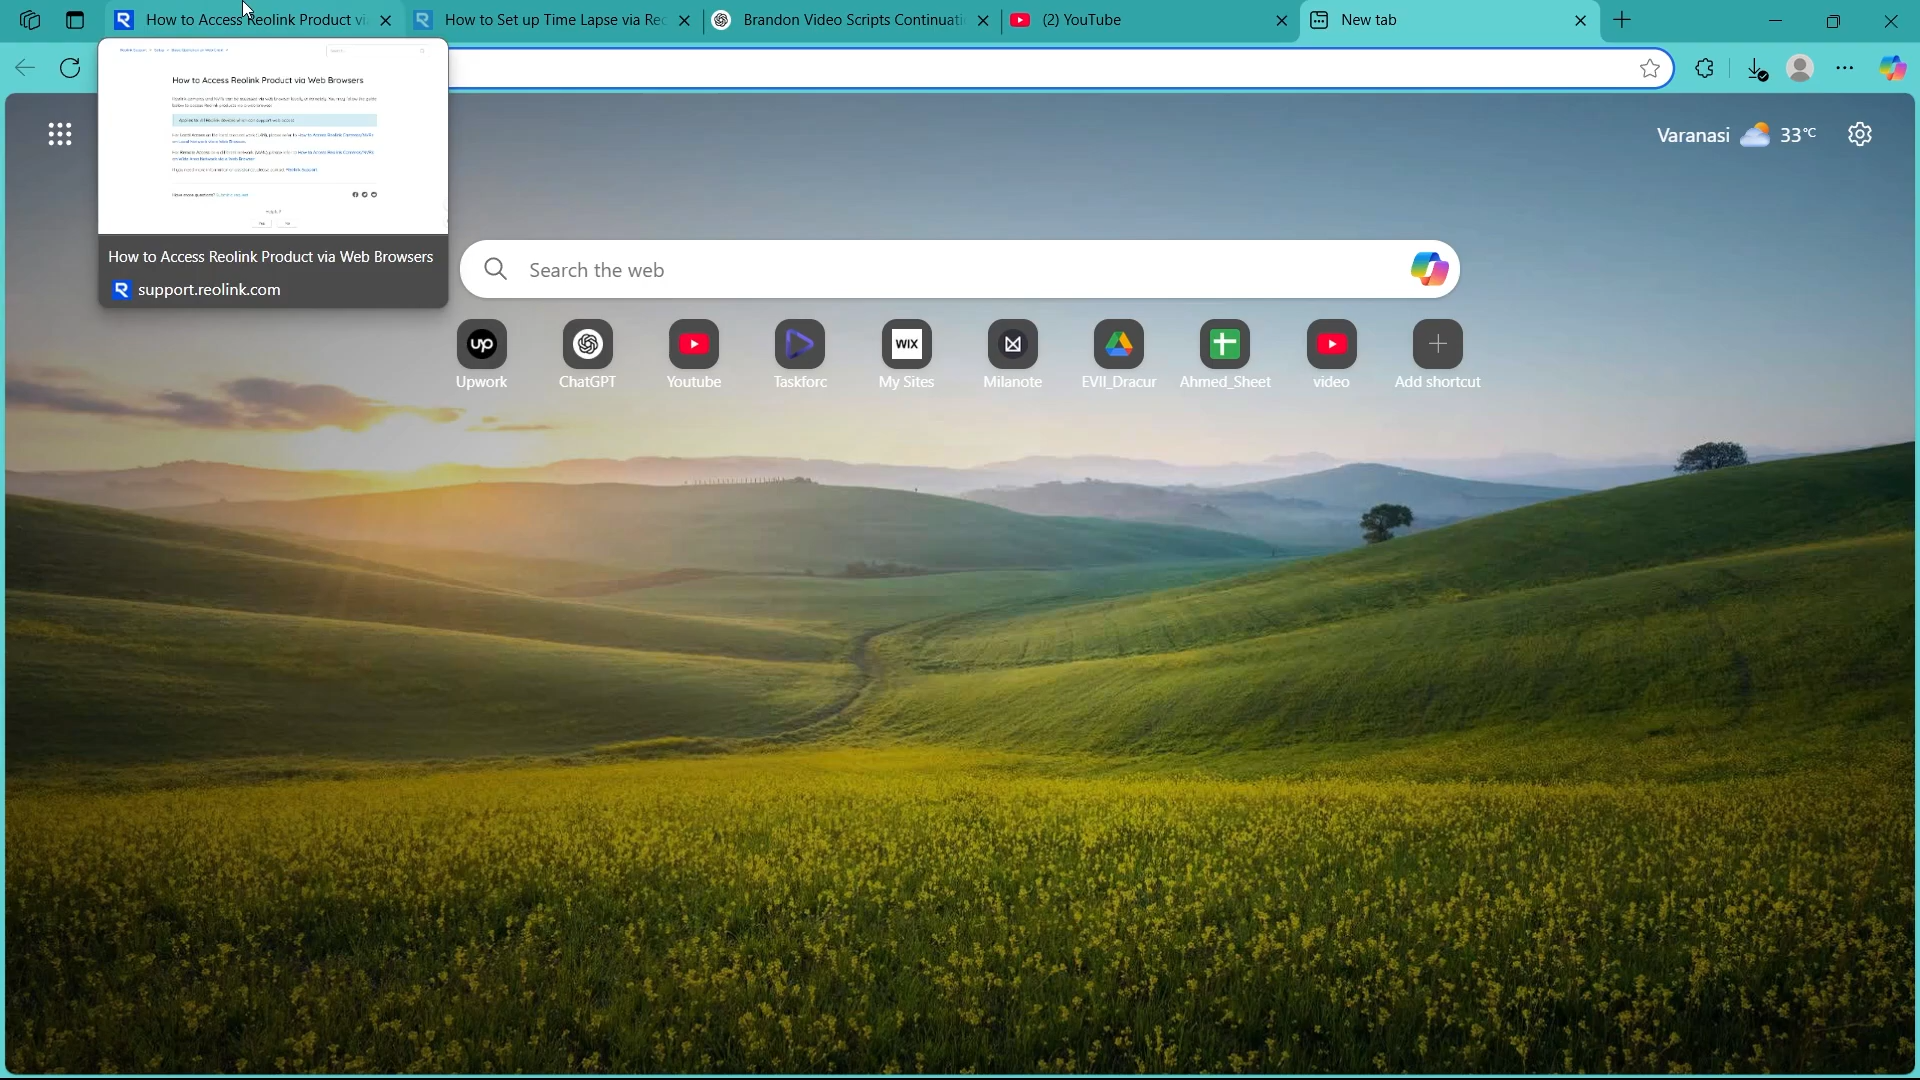 How to Access Reolink Product vi
How to Set up Time Lapse via Rec
Brandon Video Scripts Continuati
(2) YouTube
New tab
How to Access Reolink Product via Web Browsers
How to Access Reolink Product via Web Browsers
support.reolink.com
Varanasi 33°C
Search the web
up
WIX
Upwork
ChatGPT
Youtube
Taskforc
My Sites
Milanote
EVII_Dracur
Ahmed_Sheet
video
Add shortcut